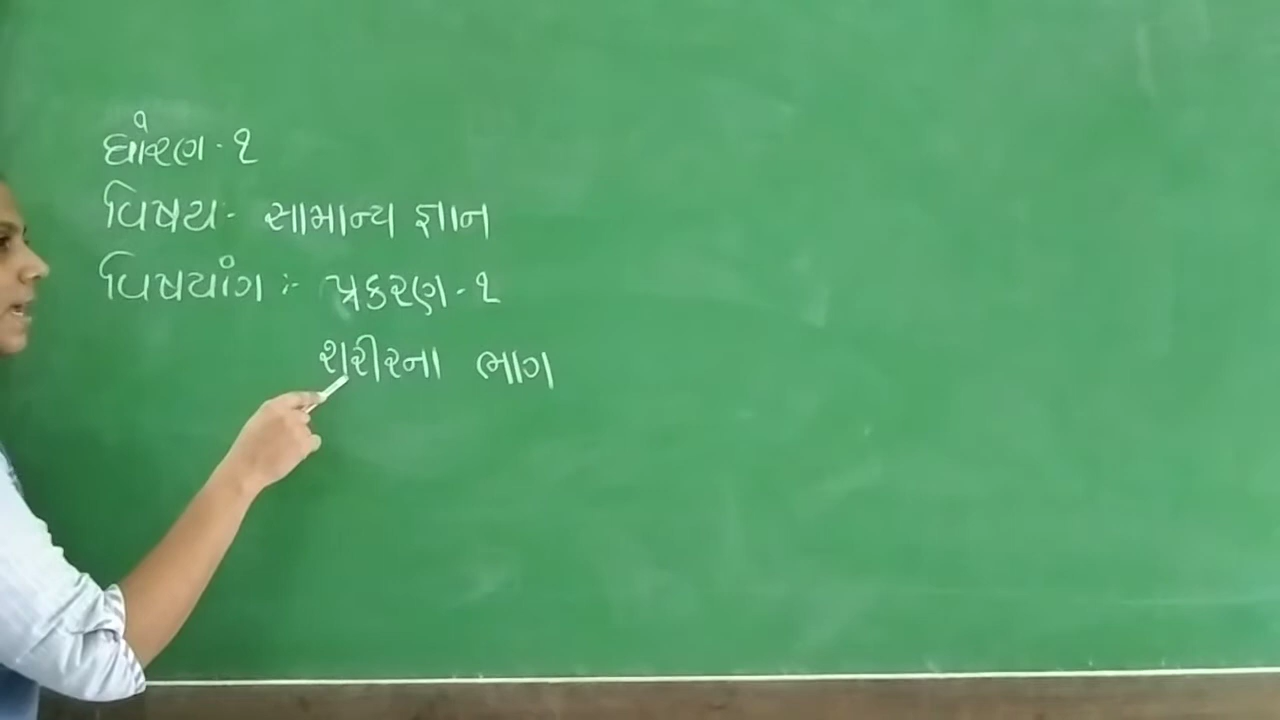 ધોરણ - ૧
વિષય - સામાન્ય જ્ઞાન
વિષયાંગ :- પ્રકરણ - ૧
શરીરના ભાગ